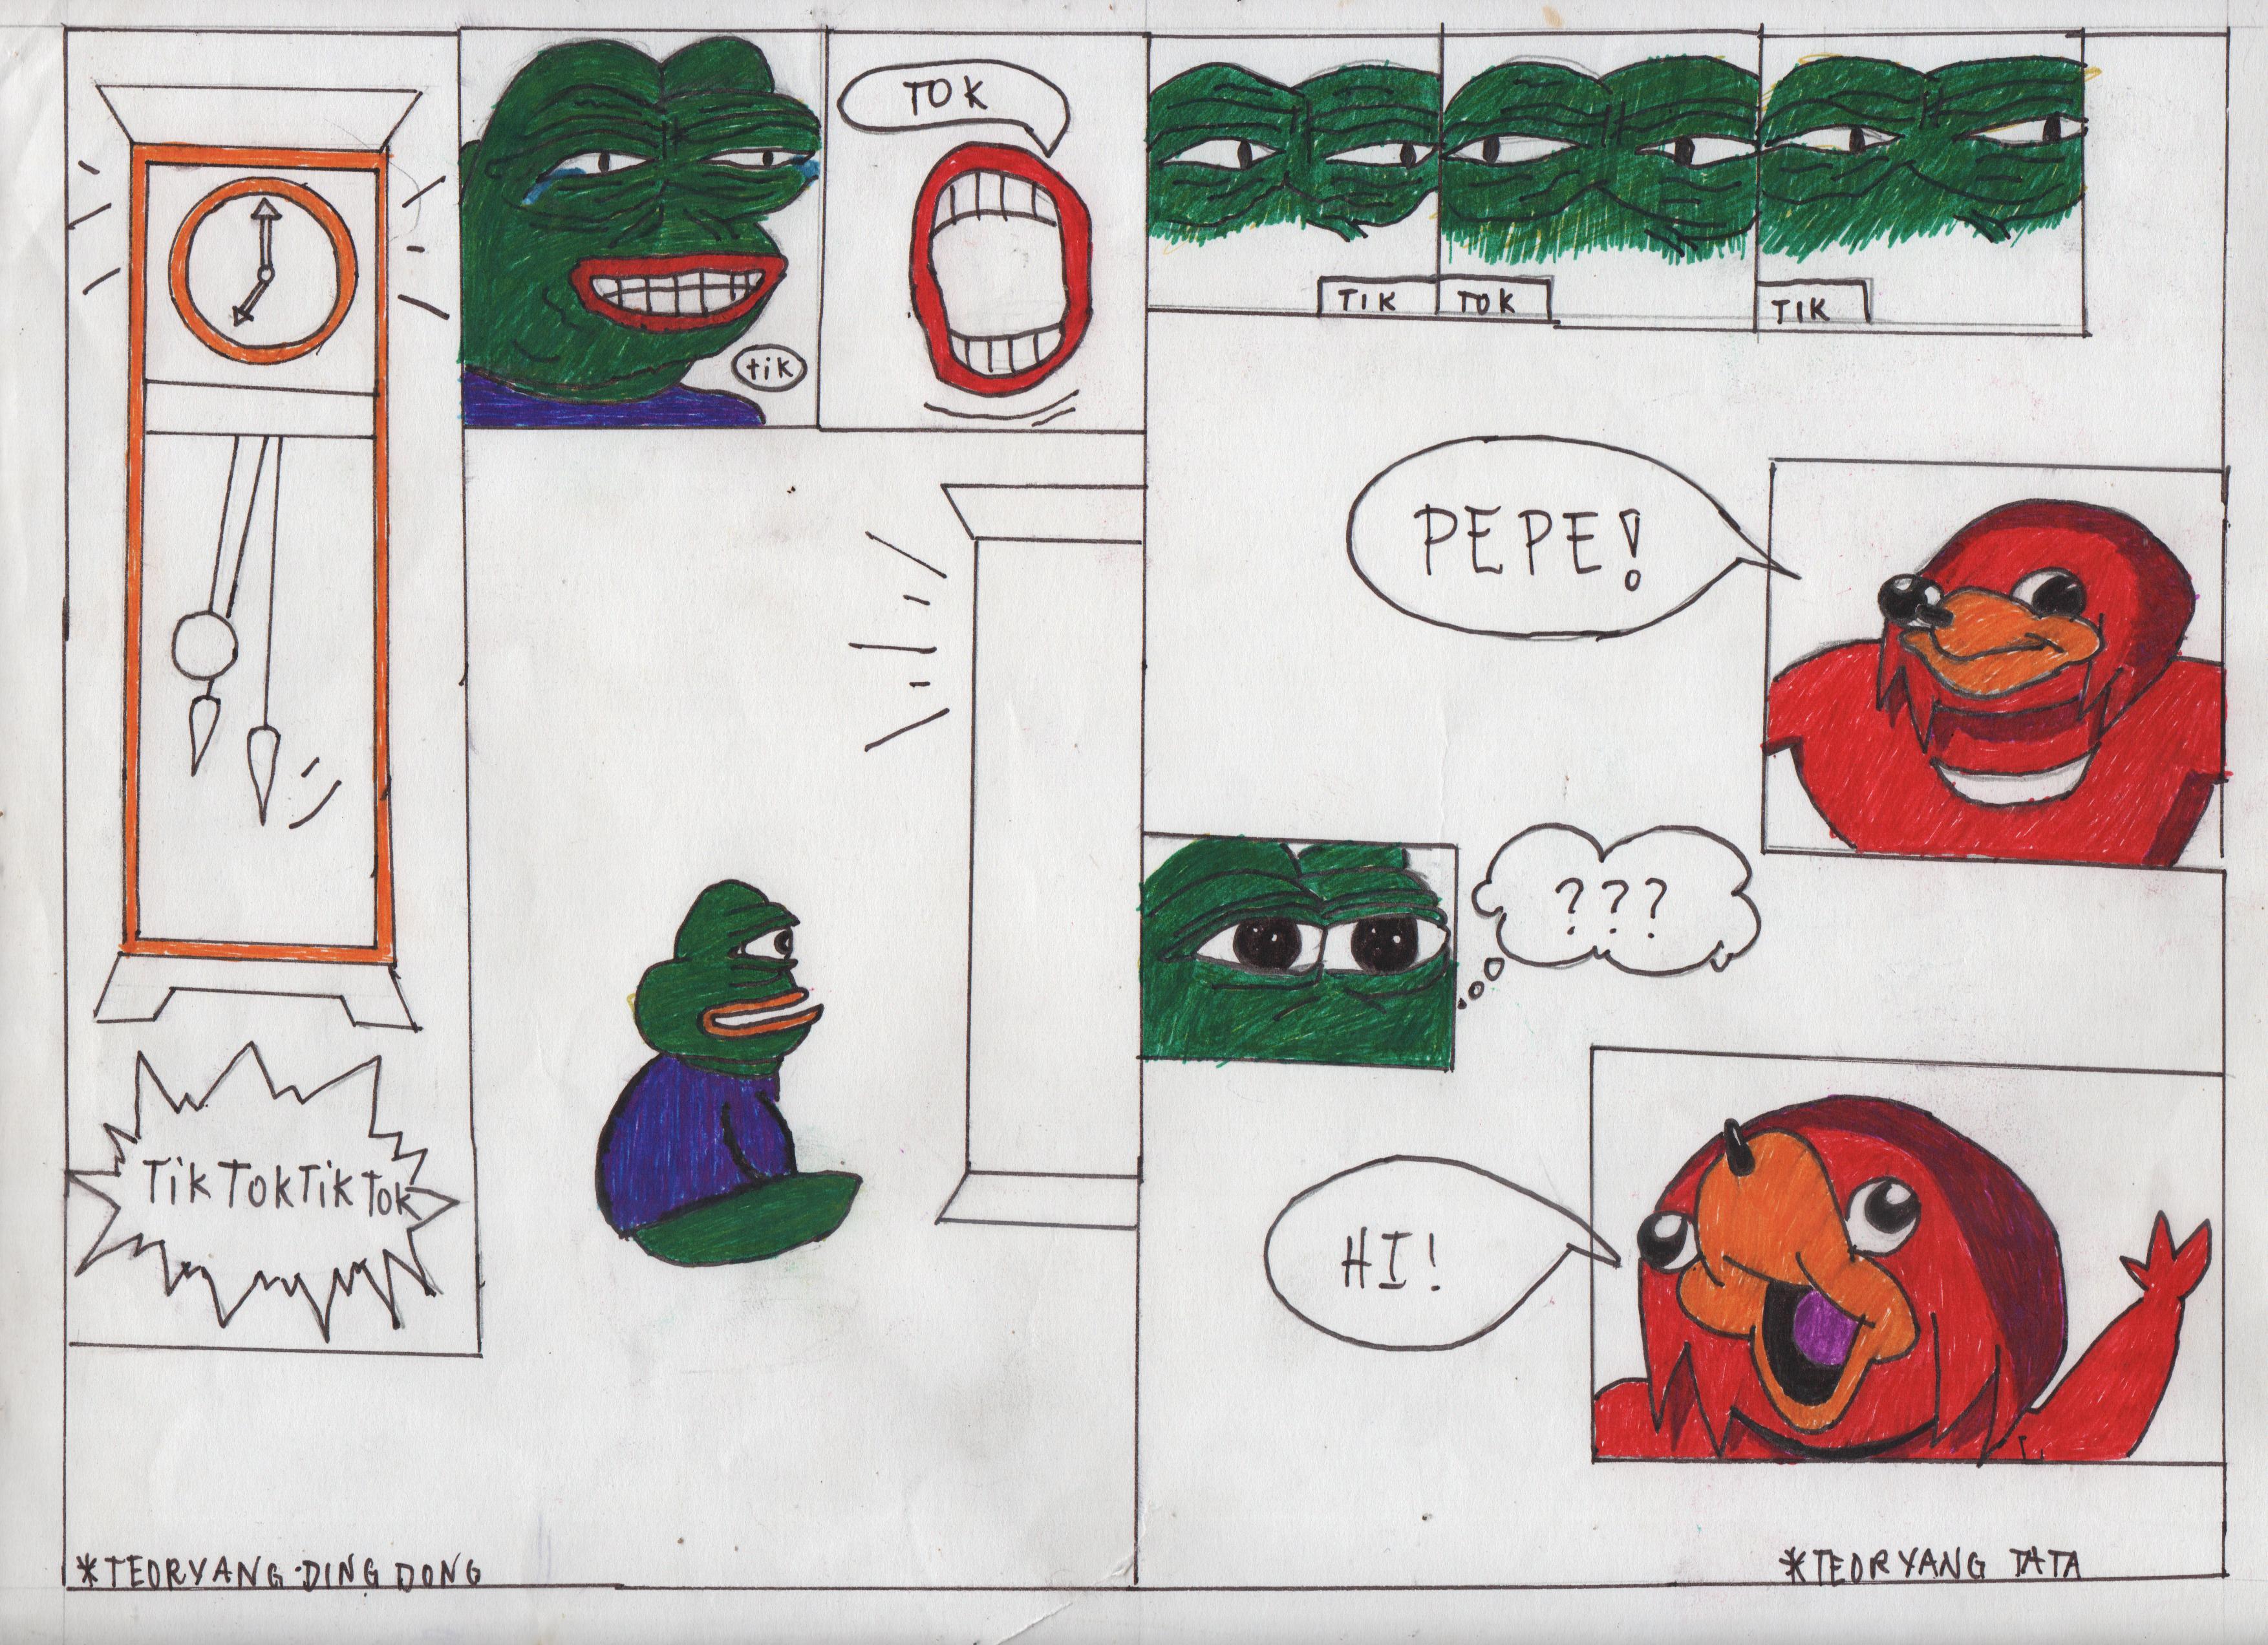 TikTokTikTok
tik
TOK
*TEORYANG DING DONG
TIK
TOK
TIK
PEPE!
???
HI!
*TEORYANG TATA